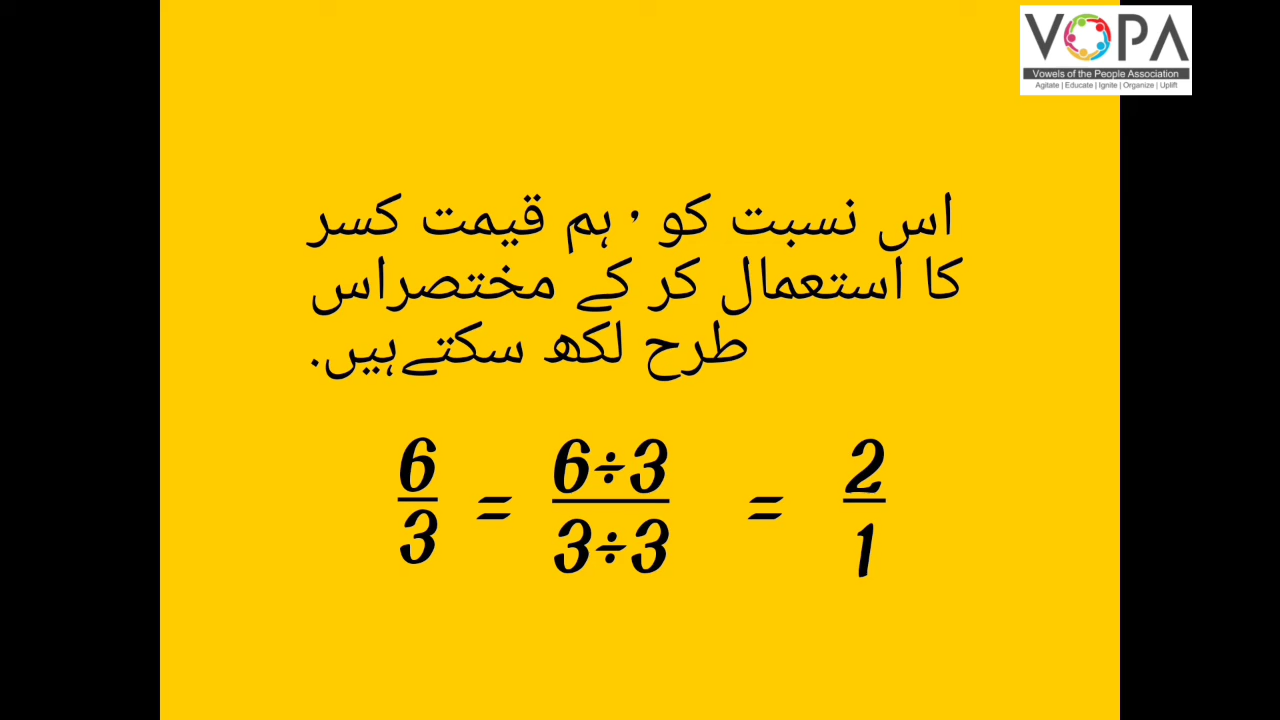 VOPA
Vowels of the People Association
Agitate | Educate | Ignite | Organize | Uplift
اس نسبت کو ' ہم قیمت کسر
کا استعمال کر کے مختصراس
طرح لکھ سکتےہیں.
6/3 = 6÷3/3÷3 = 2/1